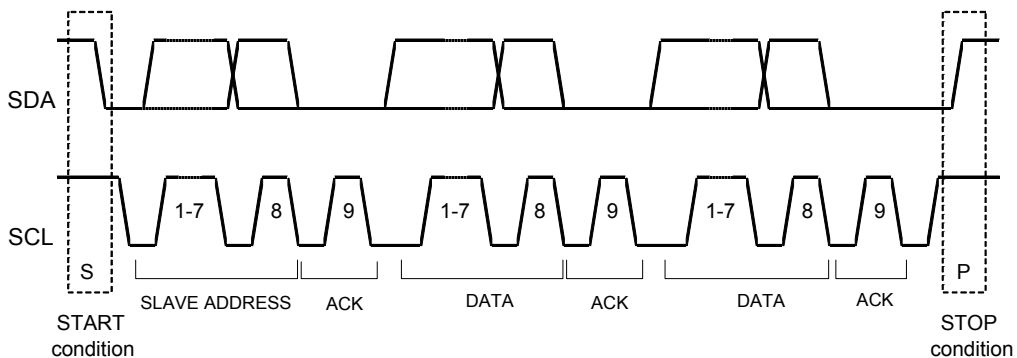 SDA
SCL
1-7 8 9 1-7 8 9 1-7 8 9
S P
SLAVE ADDRESS ACK DATA ACK DATA ACK
START
condition
STOP
condition